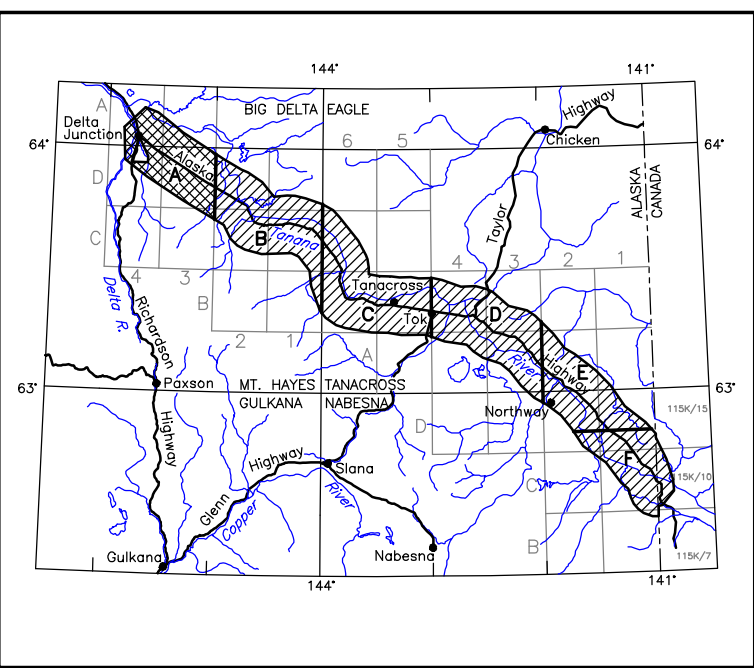 144°
141°
A
BIG DELTA
EAGLE
Highway
Delta
Junction
64°
6
5
Chicken
64°
Alaska
D
A
ALASKA
CANADA
Taylor
C
B
Tanana
4
3
4
3
2
1
Tanacross
Delta R.
B
Richardson
C
Tok
D
2
1
A
River
Highway
E
63°
Paxson
MT. HAYES
TANACROSS
63°
GULKANA
NABESNA
Northway
115K/15
Highway
D
Highway
Slana
F
115K/10
C
Glenn
Copper
River
B
Gulkana
Nabesna
115K/7
144°
141°